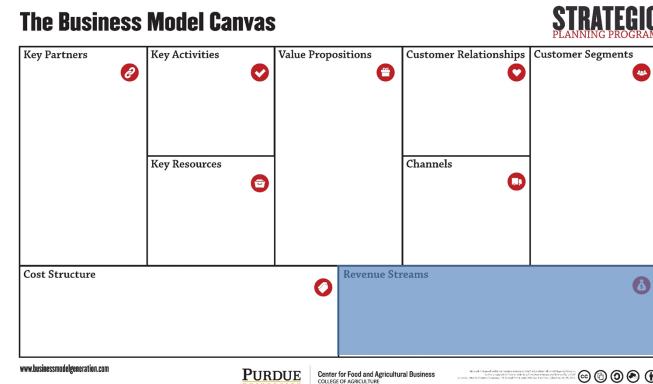 The Business Model Canvas
STRATEGIC
PLANNING PROGRAM
Key Partners
Key Activities
Value Propositions
Customer Relationships
Customer Segments
Key Resources
Channels
Cost Structure
Revenue Streams
www.businessmodelgeneration.com
PURDUE
Center for Food and Agricultural Business
COLLEGE OF AGRICULTURE
cc